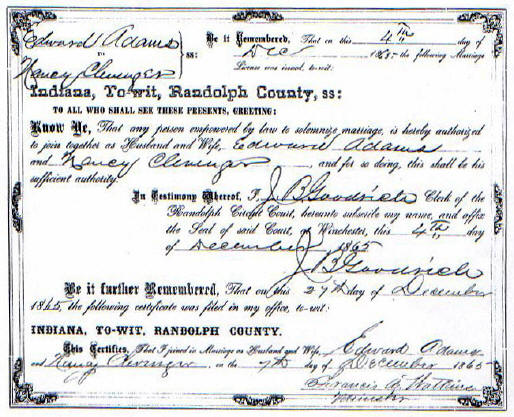 Edward Adams
to ss:
Nancy Clevinger
Be it Remembered, That on this 4th day of
Dec 1865 the following Marriage
License was issued, to-wit:
Indiana, To-wit, Randolph County, ss:
TO ALL WHO SHALL SEE THESE PRESENTS, GREETING:
Know Ye, That any person empowered by law to solemnize marriage, is hereby authorized
to join together as Husband and Wife, Edward Adams
and Nancy Clevinger, and for so doing, this shall be his
sufficient authority.
In Testimony Whereof, I, J B Goodrich Clerk of the
Randolph Circuit Court, hereunto subscribe my name, and affix
the Seal of said Court, at Winchester, this 4th day
of December 1865
J B Goodrich
Be it further Remembered, That on this 27th day of December
1865, the following certificate was filed in my office, to-wit:
INDIANA, TO-WIT, RANDOLPH COUNTY.
This Certifies, That I joined in Marriage as Husband and Wife, Edward Adams
and Nancy Clevinger on the 7th day of December 1865
Francis
Minister